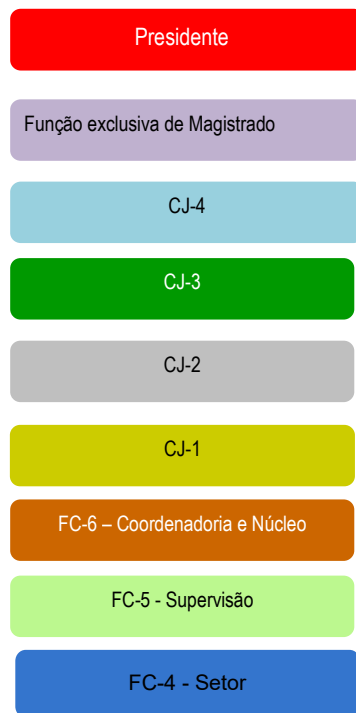 Presidente
Função exclusiva de Magistrado
CJ-4
CJ-3
CJ-2
CJ-1
FC-6 – Coordenadoria e Núcleo
FC-5 - Supervisão
FC-4 - Setor